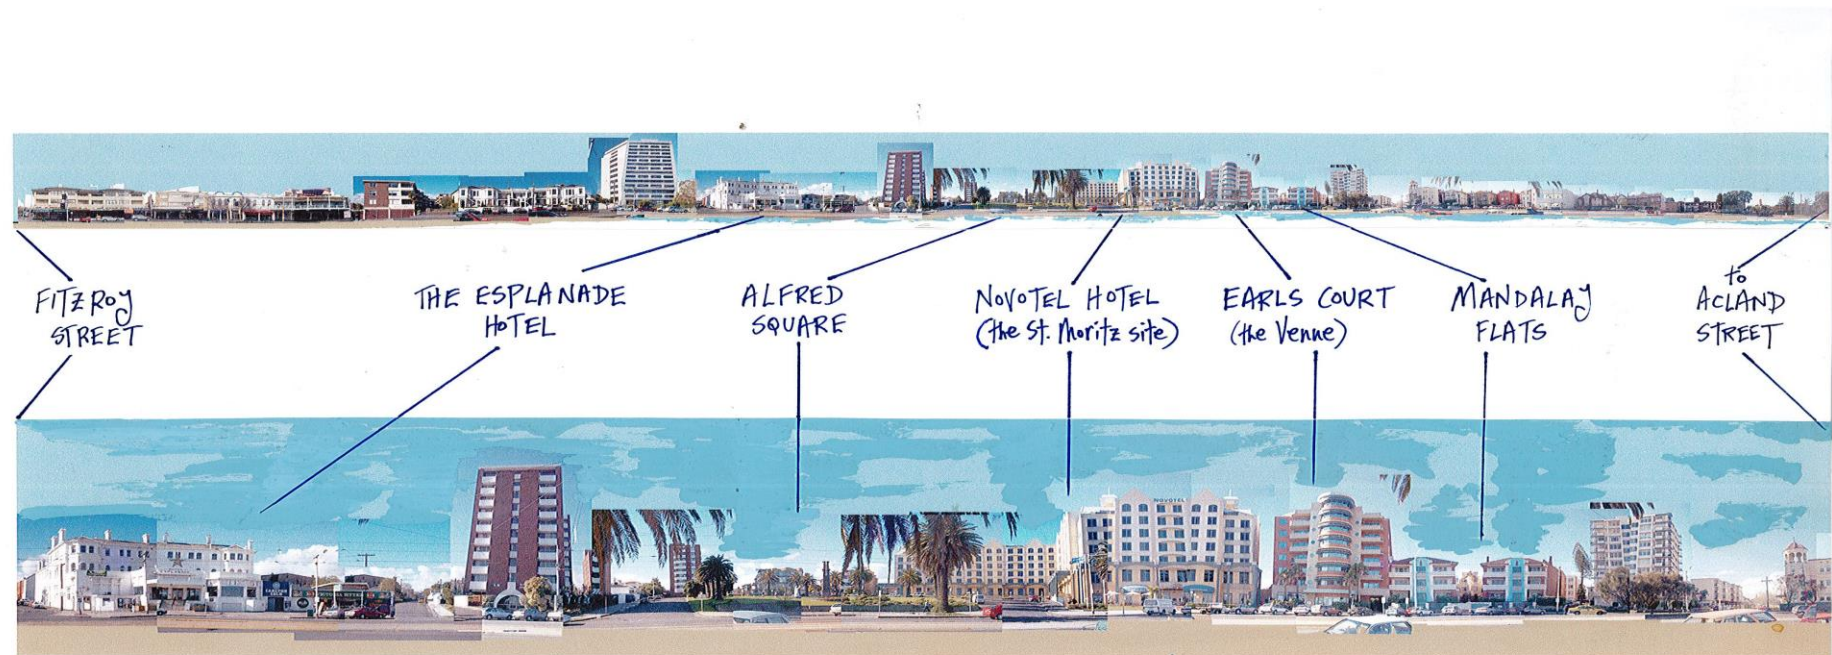 FITZROY
STREET
THE ESPLANADE
HOTEL
ALFRED
SQUARE
NOVOTEL HOTEL
(the St. Moritz site)
EARLS COURT
(the Venue)
MANDALAY
FLATS
to
ACLAND
STREET
NOVOTEL